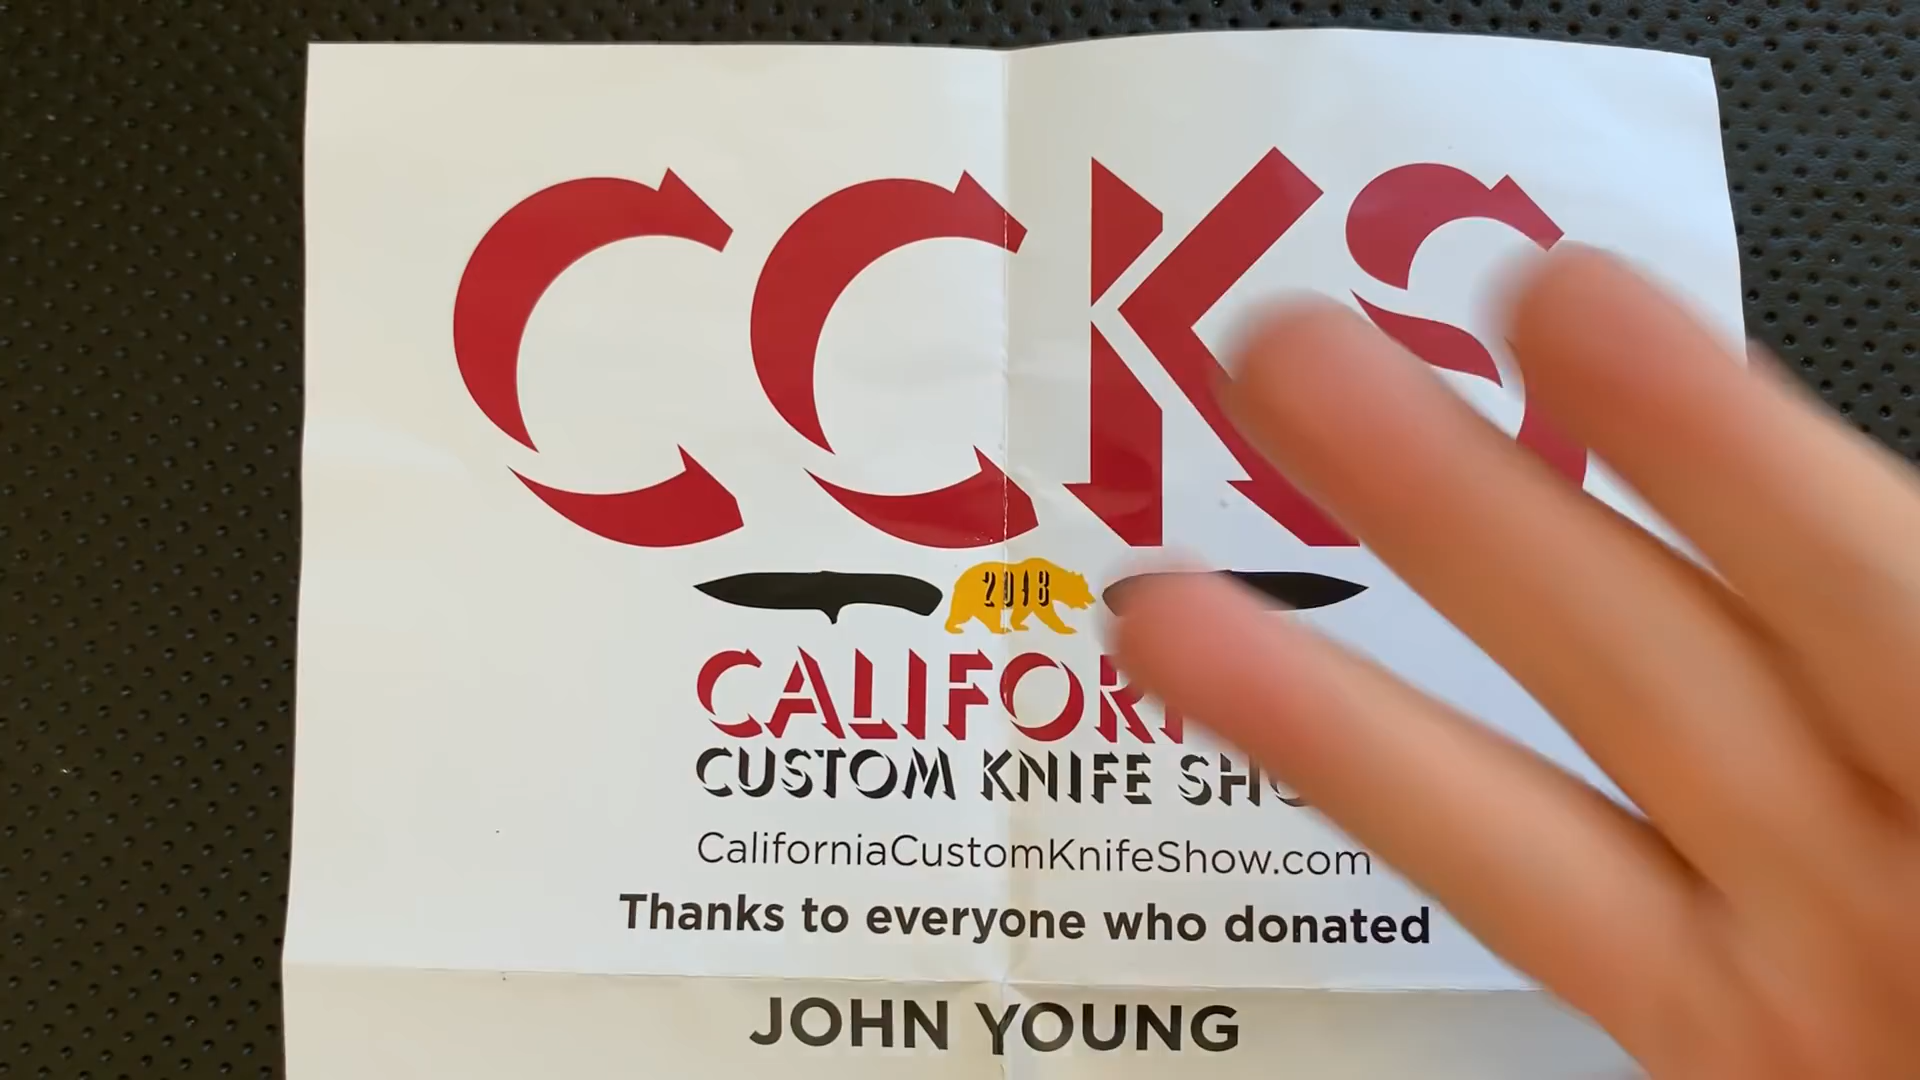 CCKS
2018
CALIFOR
CUSTOM KNIFE SHO
CaliforniaCustomKnifeShow.com
Thanks to everyone who donated
JOHN YOUNG